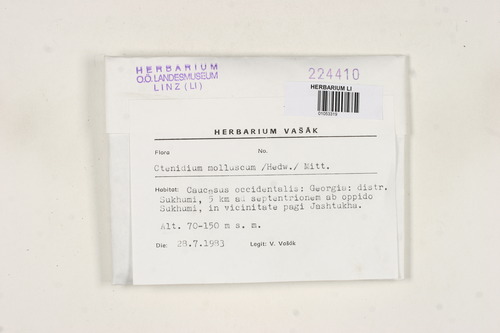 HERBARIUM
O.Ö. LANDESMUSEUM
LINZ (LI)
224410
HERBARIUM LI
01003319
HERBARIUM VAŠÁK
Flora No.
Ctenidium molluscum /Hedw./ Mitt.
Habitat: Caucasus occidentalis: Georgia: distr.
Sukhumi, 5 km ad septentrionem ab oppido
Sukhumi, in vicinitate pagi Jashtukha.
Alt. 70-150 m s. m.
Die: 28.7.1983 Legit: V. Vašák